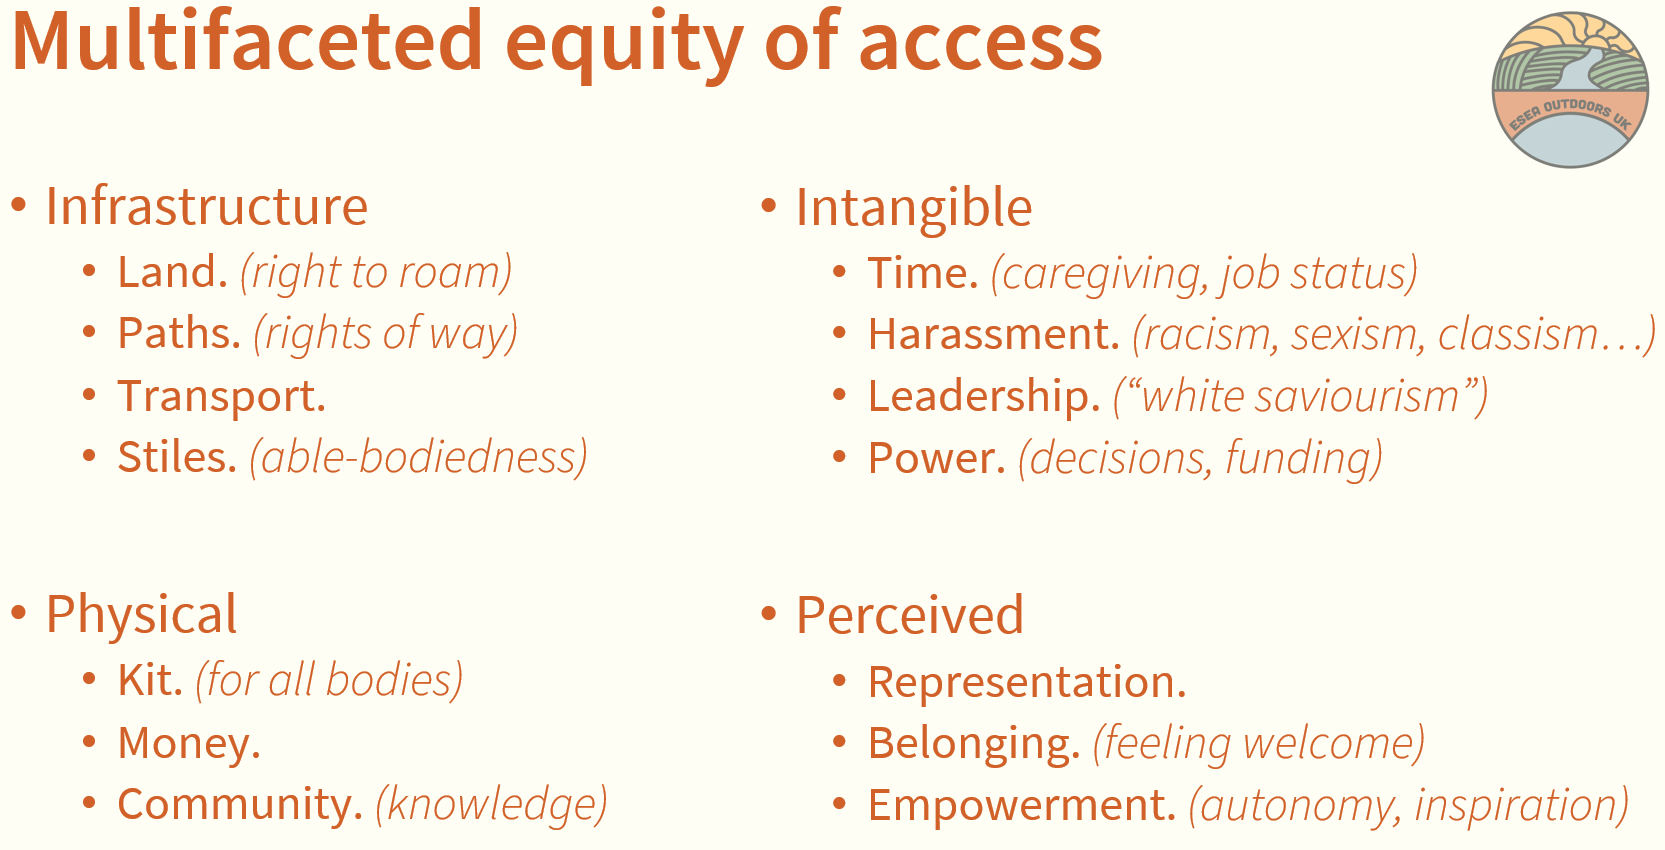 Multifaceted equity of access
ESEA OUTDOORS UK
• Infrastructure
• Land. (right to roam)
• Paths. (rights of way)
• Transport.
• Stiles. (able-bodiedness)
• Intangible
• Time. (caregiving, job status)
• Harassment. (racism, sexism, classism…)
• Leadership. (“white saviourism”)
• Power. (decisions, funding)
• Physical
• Kit. (for all bodies)
• Money.
• Community. (knowledge)
• Perceived
• Representation.
• Belonging. (feeling welcome)
• Empowerment. (autonomy, inspiration)